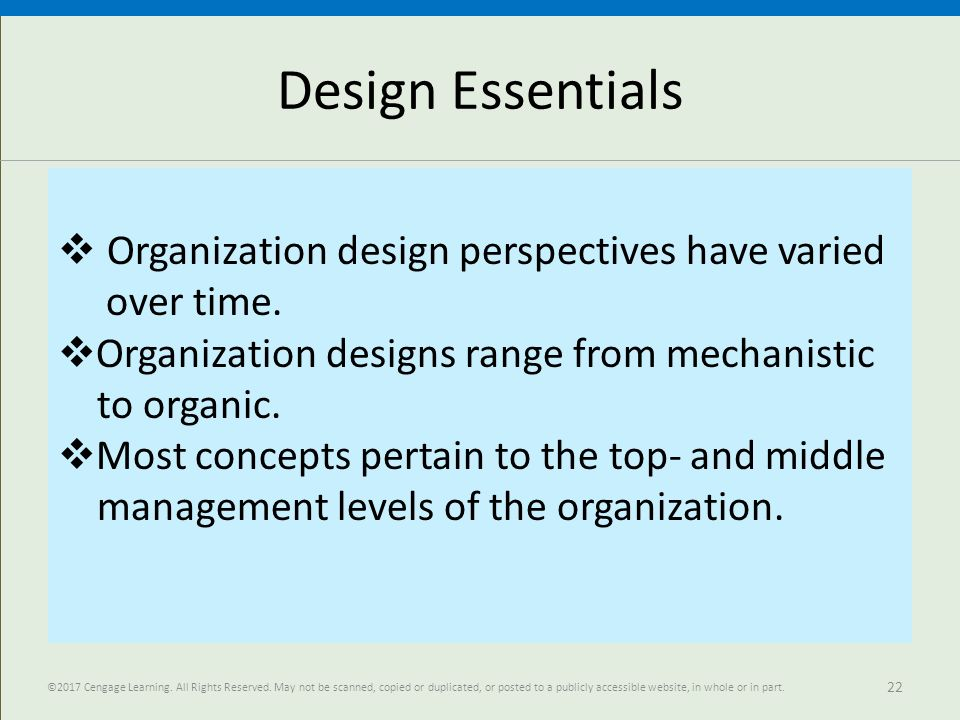 Design Essentials
❖ Organization design perspectives have varied
over time.
❖Organization designs range from mechanistic
to organic.
❖Most concepts pertain to the top- and middle
management levels of the organization.
©2017 Cengage Learning. All Rights Reserved. May not be scanned, copied or duplicated, or posted to a publicly accessible website, in whole or in part.
22